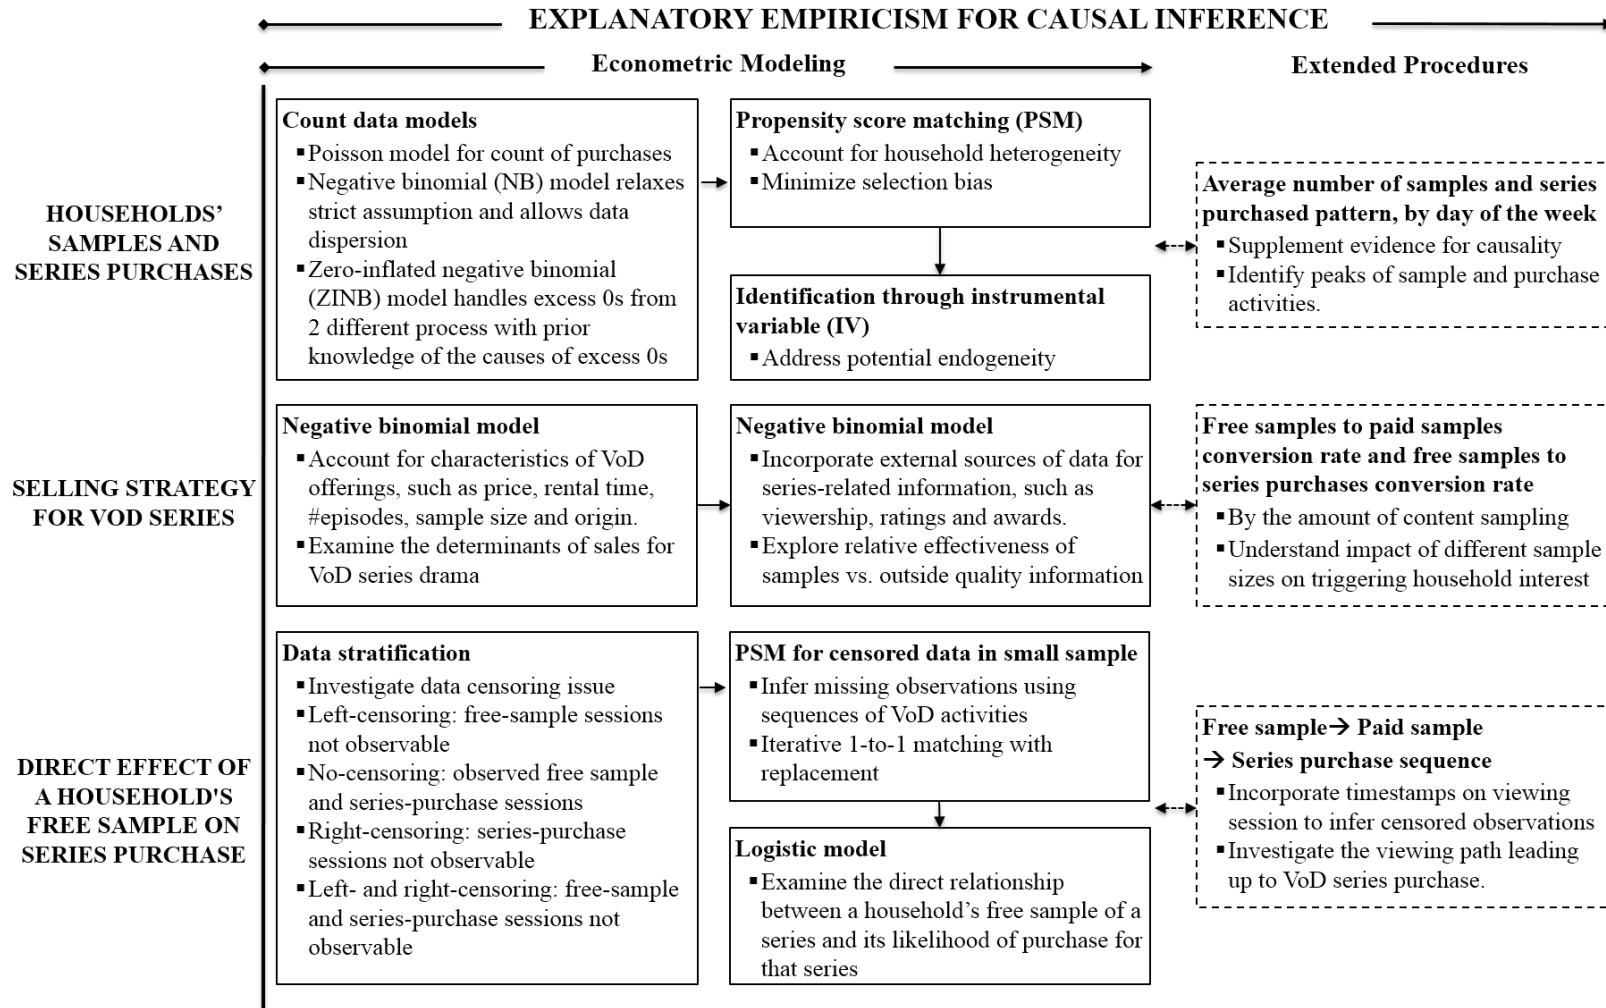 EXPLANATORY EMPIRICISM FOR CAUSAL INFERENCE
Econometric Modeling
Extended Procedures
HOUSEHOLDS’
SAMPLES AND
SERIES PURCHASES
Count data models
▪Poisson model for count of purchases
▪Negative binomial (NB) model relaxes
strict assumption and allows data
dispersion
▪Zero-inflated negative binomial
(ZINB) model handles excess 0s from
2 different process with prior
knowledge of the causes of excess 0s
Propensity score matching (PSM)
▪Account for household heterogeneity
▪Minimize selection bias
Identification through instrumental
variable (IV)
▪Address potential endogeneity
Average number of samples and series
purchased pattern, by day of the week
▪Supplement evidence for causality
▪Identify peaks of sample and purchase
activities.
SELLING STRATEGY
FOR VOD SERIES
Negative binomial model
▪Account for characteristics of VoD
offerings, such as price, rental time,
#episodes, sample size and origin.
▪Examine the determinants of sales for
VoD series drama
Negative binomial model
▪Incorporate external sources of data for
series-related information, such as
viewership, ratings and awards.
▪Explore relative effectiveness of
samples vs. outside quality information
Free samples to paid samples
conversion rate and free samples to
series purchases conversion rate
▪By the amount of content sampling
▪Understand impact of different sample
sizes on triggering household interest
DIRECT EFFECT OF
A HOUSEHOLD'S
FREE SAMPLE ON
SERIES PURCHASE
Data stratification
▪Investigate data censoring issue
▪Left-censoring: free-sample sessions
not observable
▪No-censoring: observed free sample
and series-purchase sessions
▪Right-censoring: series-purchase
sessions not observable
▪Left- and right-censoring: free-sample
and series-purchase sessions not
observable
PSM for censored data in small sample
▪Infer missing observations using
sequences of VoD activities
▪Iterative 1-to-1 matching with
replacement
Logistic model
▪Examine the direct relationship
between a household’s free sample of a
series and its likelihood of purchase for
that series
Free sample→ Paid sample
→ Series purchase sequence
▪Incorporate timestamps on viewing
session to infer censored observations
▪Investigate the viewing path leading
up to VoD series purchase.